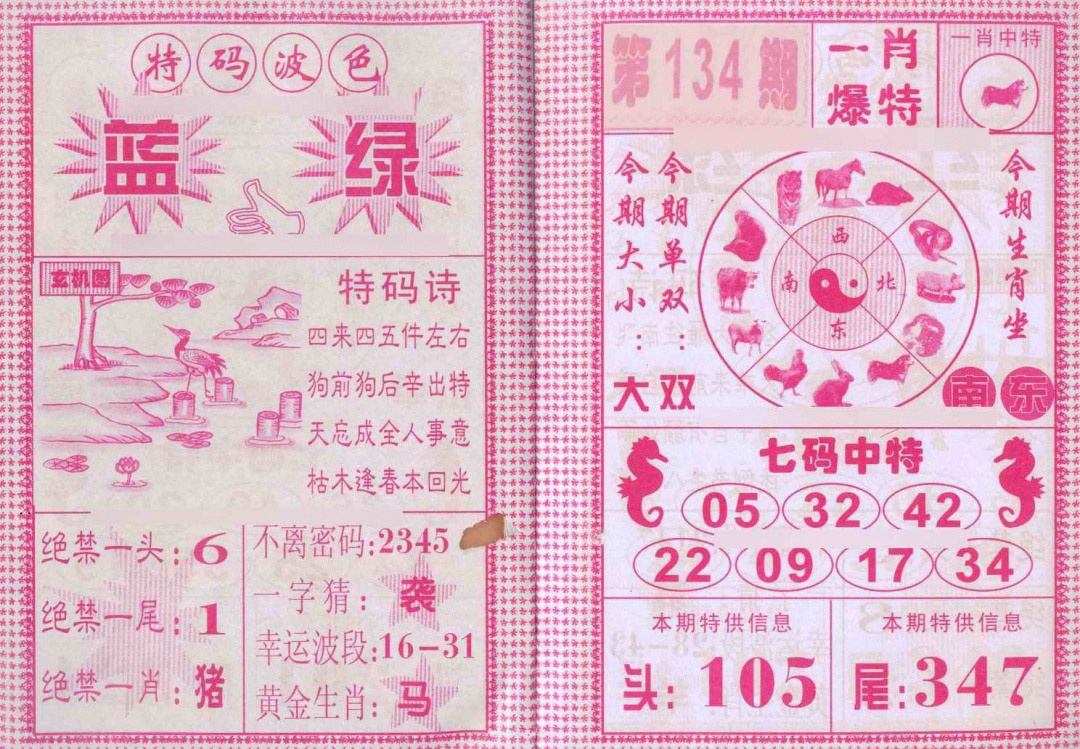 特码波色
蓝 绿
玄机图
特码诗
四来四五件左右
狗前狗后辛出特
天忘成全人事意
枯木逢春本回光
绝禁一头:6
绝禁一尾:1
绝禁一肖:猪
不离密码:2345
一字猜:袭
幸运波段:16-31
黄金生肖:马
第134期
一肖
爆特
一肖中特
今期大小:大
今期单双:双
西
南 北
东
今期生肖坐
南东
七码中特
05 32 42
22 09 17 34
本期特供信息
头:105
本期特供信息
尾:347